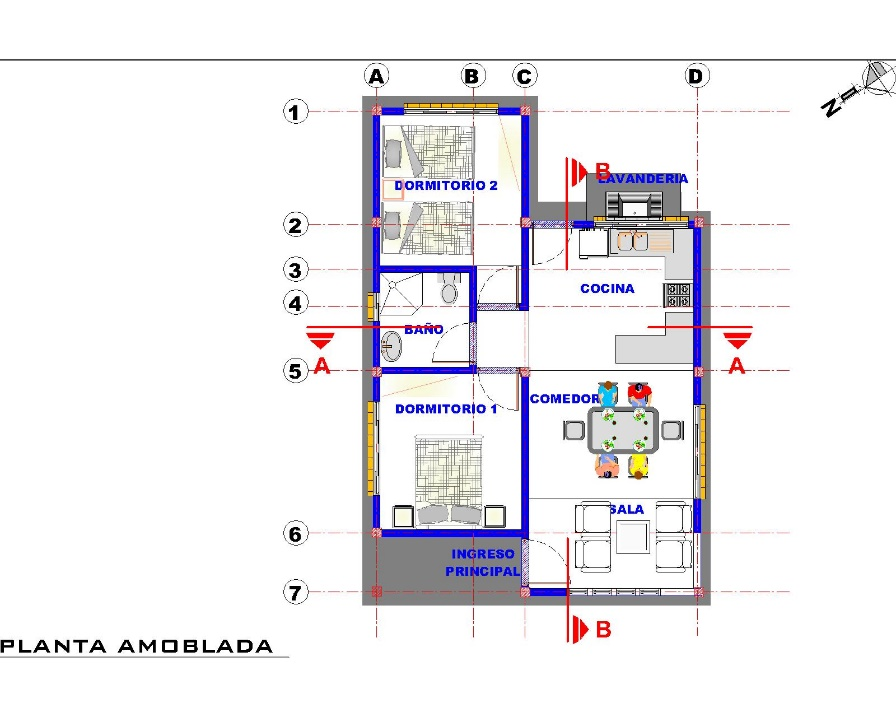 A B C D
N
1
B
LAVANDERIA
DORMITORIO 2
2
3
COCINA
4
BAÑO
A
A
5
COMEDOR
DORMITORIO 1
SALA
6
INGRESO
PRINCIPAL
7
B
PLANTA AMOBLADA